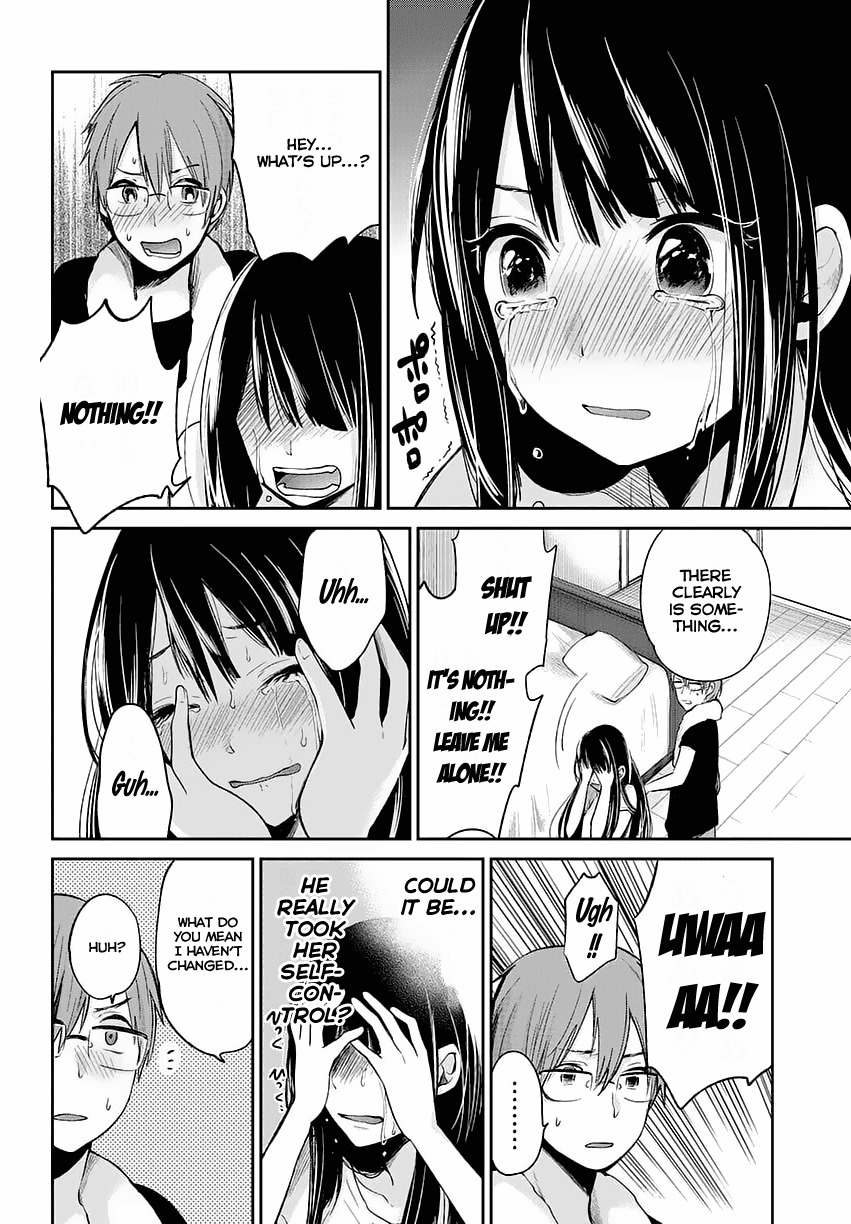 HEY...
WHAT'S UP...?
NOTHING!!
THERE
CLEARLY
IS SOME-
THING...
SHUT
UP!!
IT'S NOTH-
ING!!
LEAVE ME
ALONE!!
Uhh...
Guh...
UWAA
AA!!
Ugh
!!
.........
COULD
IT BE...
HE
REALLY
TOOK
HER
SELF-
CON-
TROL?
WHAT DO
YOU MEAN
I HAVEN'T
CHANGED...
HUH?